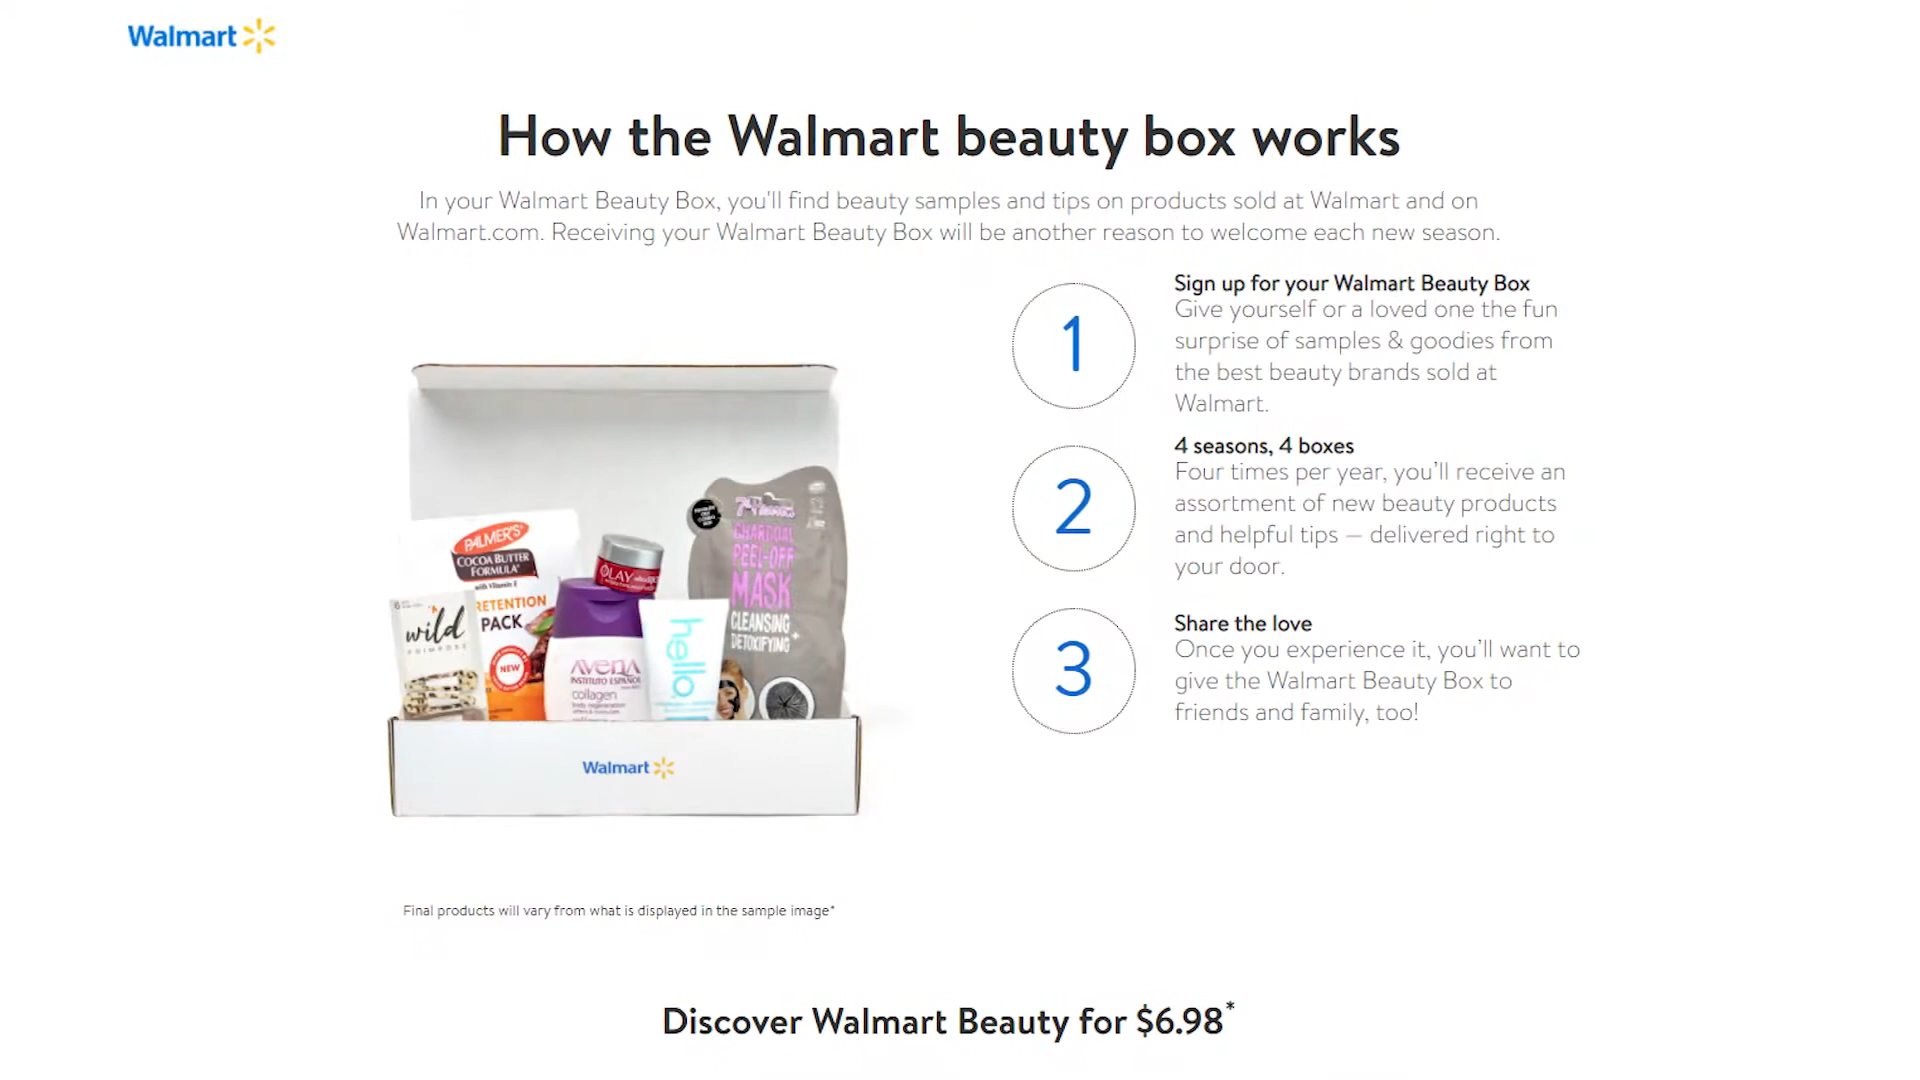 Walmart
How the Walmart beauty box works
In your Walmart Beauty Box, you'll find beauty samples and tips on products sold at Walmart and on
Walmart.com. Receiving your Walmart Beauty Box will be another reason to welcome each new season.
1
Sign up for your Walmart Beauty Box
Give yourself or a loved one the fun
surprise of samples & goodies from
the best beauty brands sold at
Walmart.
2
4 seasons, 4 boxes
Four times per year, you'll receive an
assortment of new beauty products
and helpful tips — delivered right to
your door.
3
Share the love
Once you experience it, you'll want to
give the Walmart Beauty Box to
friends and family, too!
PALMER'S
COCOA BUTTER
FORMULA
with Vitamin E
RETENTION
PACK
NEW
wild
PRIMROSE
OLAY
AVENA
INSTITUTO ESPAÑOL
collagen
body regeneration
hello
CHARCOAL
PEEL-OFF
MASK
CLEANSING
DETOXIFYING
Walmart
Final products will vary from what is displayed in the sample image*
Discover Walmart Beauty for $6.98*